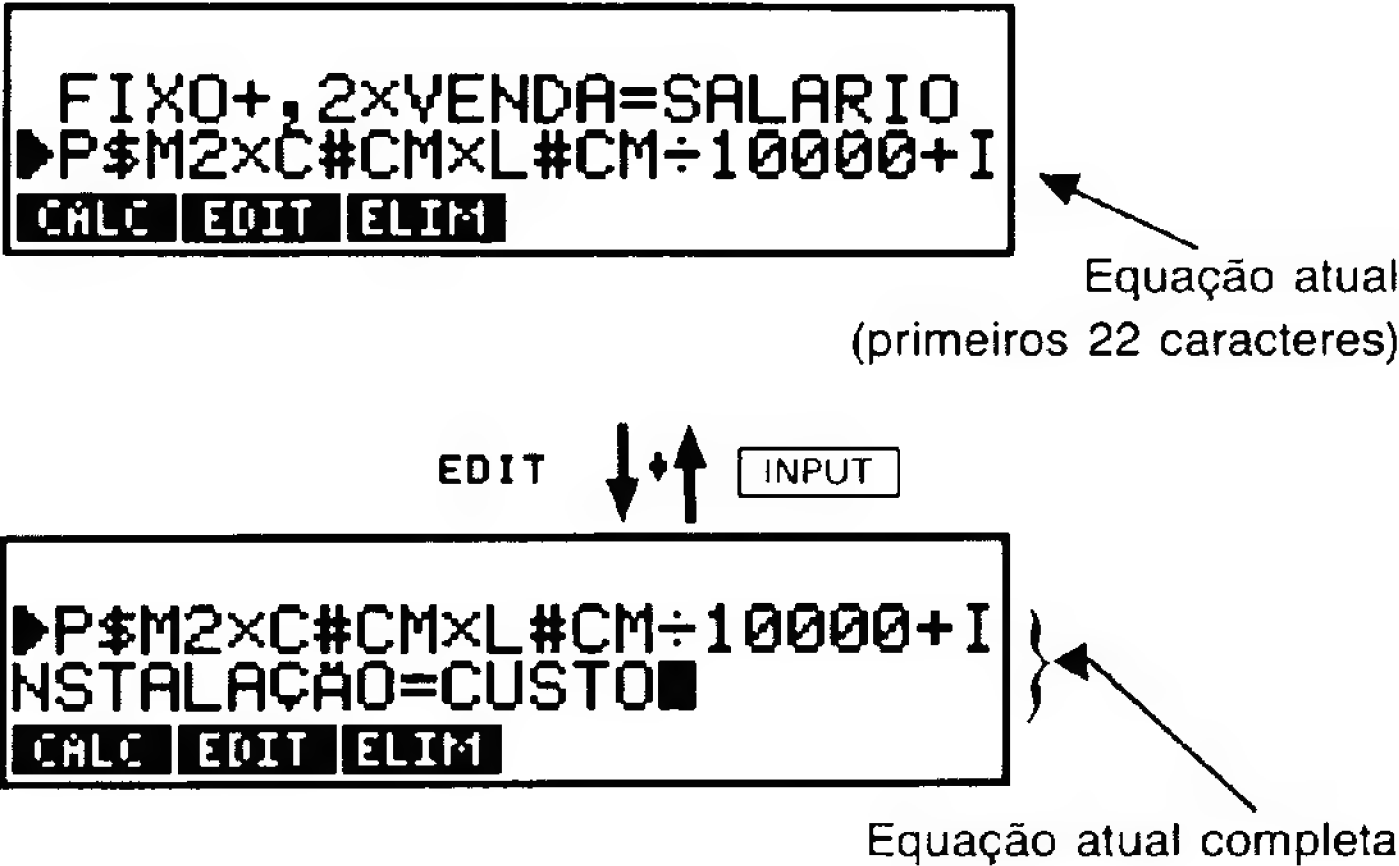 FIXO+,2×VENDA=SALARIO
P$M2×C#CM×L#CM÷10000+I
CALC EDIT ELIM
Equação atual
(primeiros 22 caracteres)
EDIT INPUT
P$M2×C#CM×L#CM÷10000+I
NSTALAÇÃO=CUSTO
CALC EDIT ELIM
Equação atual completa